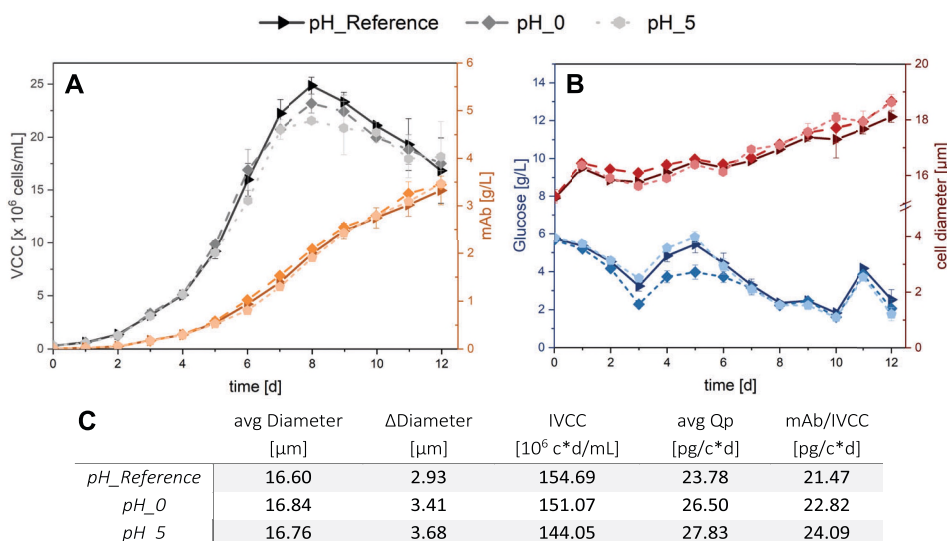 pH_Reference pH_0 pH_5
A
VCC [x 10⁶ cells/mL]
25
20
15
10
5
0
mAb [g/L]
6
5
4
3
2
1
0
0 2 4 6 8 10 12
time [d]
B
Glucose [g/L]
14
12
10
8
6
4
2
0
cell diameter [µm]
20
18
16
4
2
1
0
0 2 4 6 8 10 12
time [d]
C
avg Diameter ΔDiameter IVCC avg Qp mAb/IVCC
[µm] [µm] [10⁶ c*d/mL] [pg/c*d] [pg/c*d]
pH_Reference 16.60 2.93 154.69 23.78 21.47
pH_0 16.84 3.41 151.07 26.50 22.82
pH_5 16.76 3.68 144.05 27.83 24.09